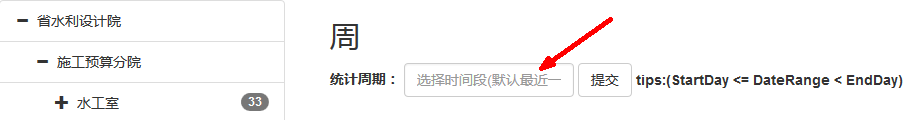 省水利设计院
施工预算分院
水工室 33
周
统计周期： 选择时间段(默认最近一 提交 tips:(StartDay <= DateRange < EndDay)